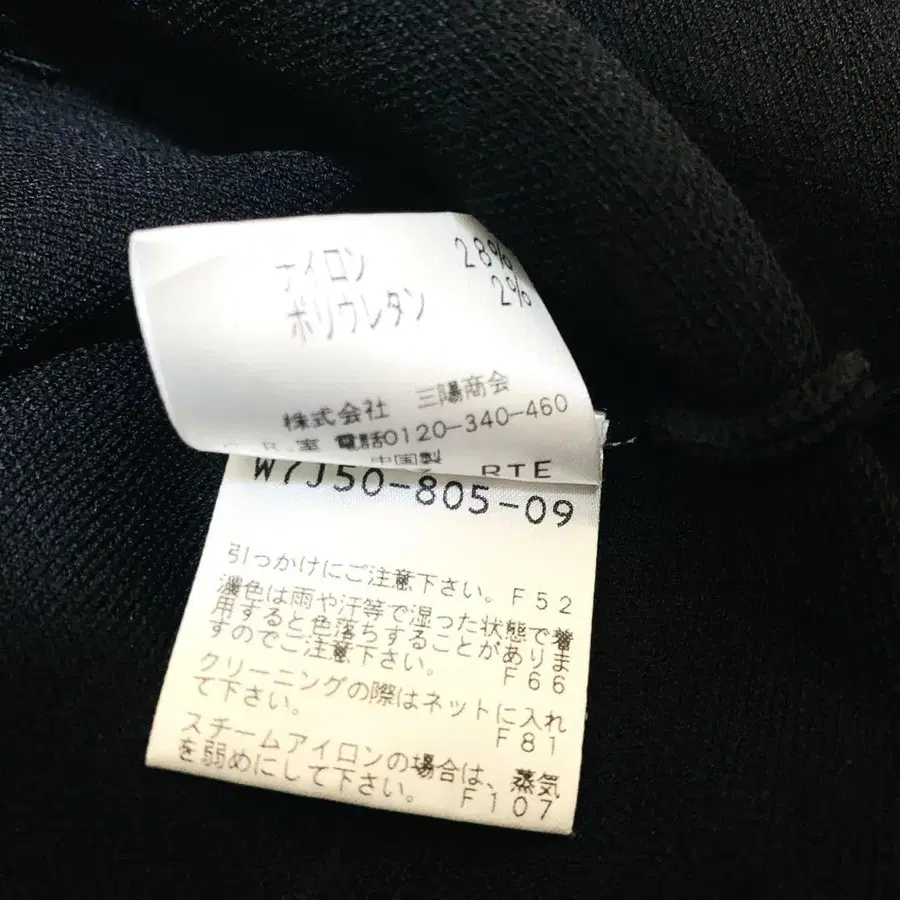 ナイロン 28%
ポリウレタン 2%
株式会社 三陽商会
電話0120-340-460
中国製 RTE
W7J50-805-09
引っかけにご注意下さい。F52
濃色は雨や汗等で湿った状態で着
用すると色落ちすることがありま
すのでご注意下さい。 F66
クリーニングの際はネットに入れ
て下さい。 F81
スチームアイロンの場合は、蒸気
を弱めにして下さい。 F107